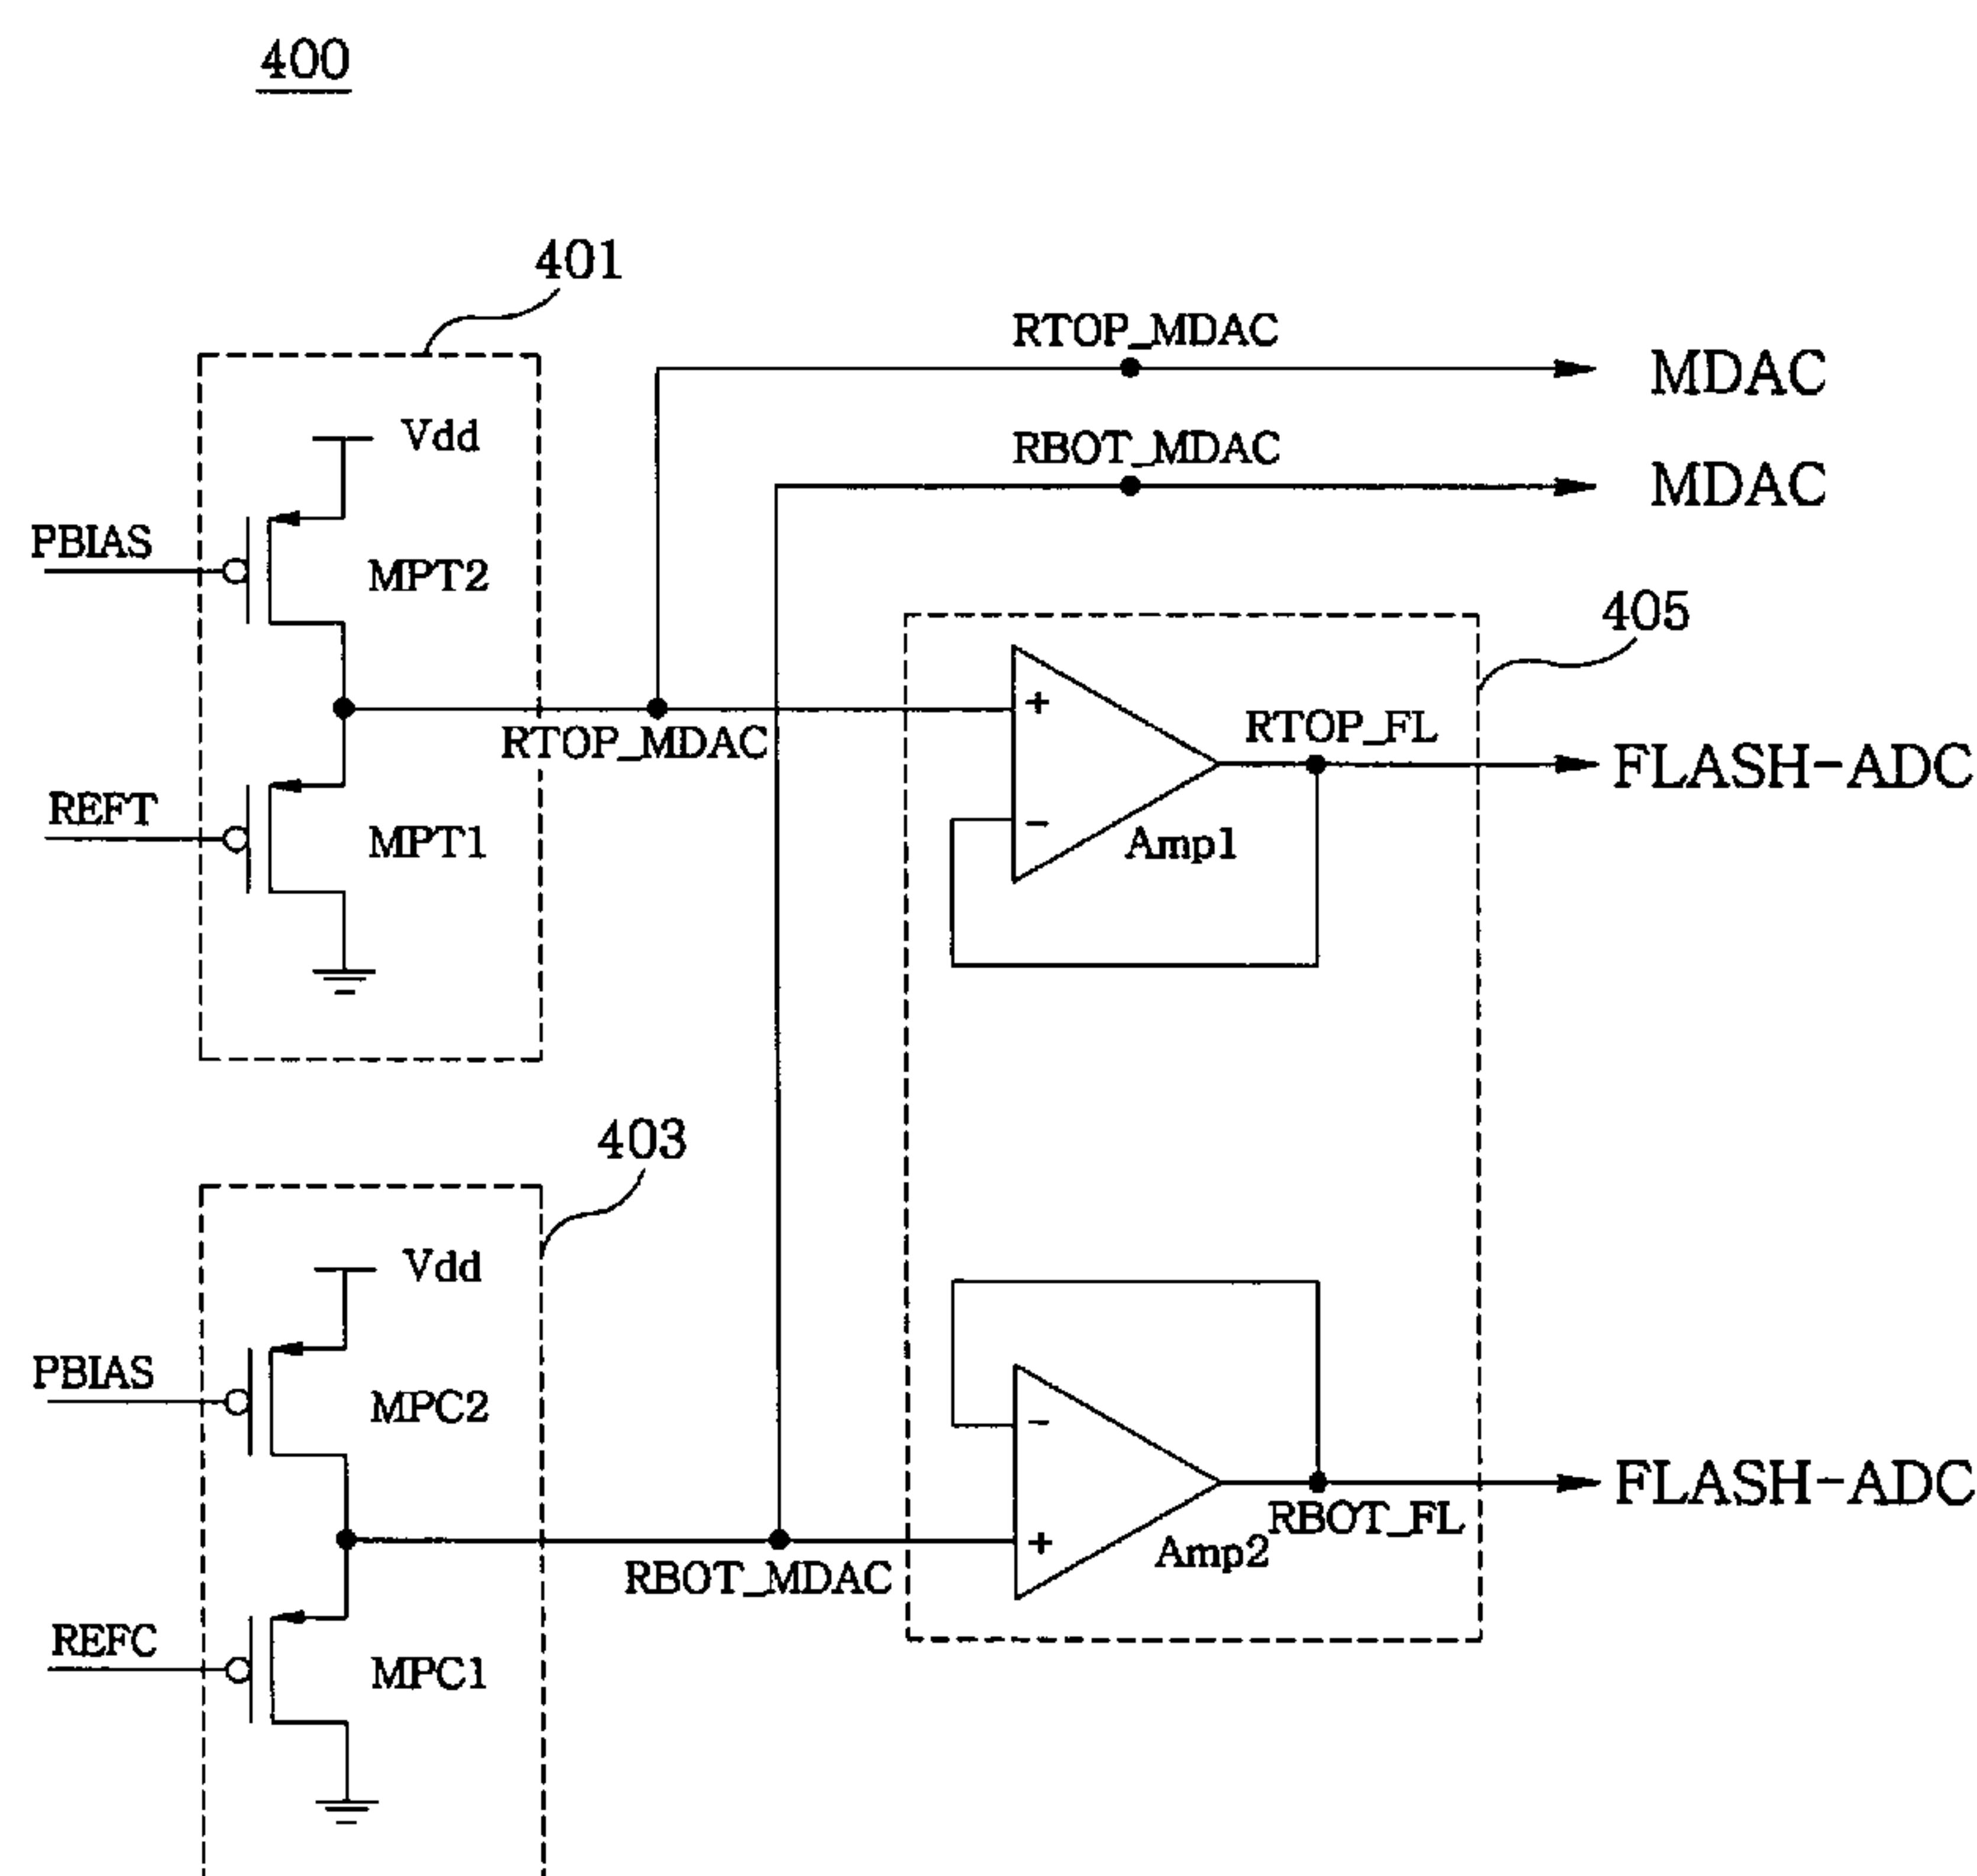 400
401
RTOP_MDAC
MDAC
Vdd
RBOT_MDAC
MDAC
PBIAS
MPT2
405
+
RTOP_MDAC
RTOP_FL
FLASH-ADC
REFT
MPT1
-
Amp1
403
Vdd
PBIAS
MPC2
-
FLASH-ADC
RBOT_FL
+
Amp2
RBOT_MDAC
REFC
MPC1